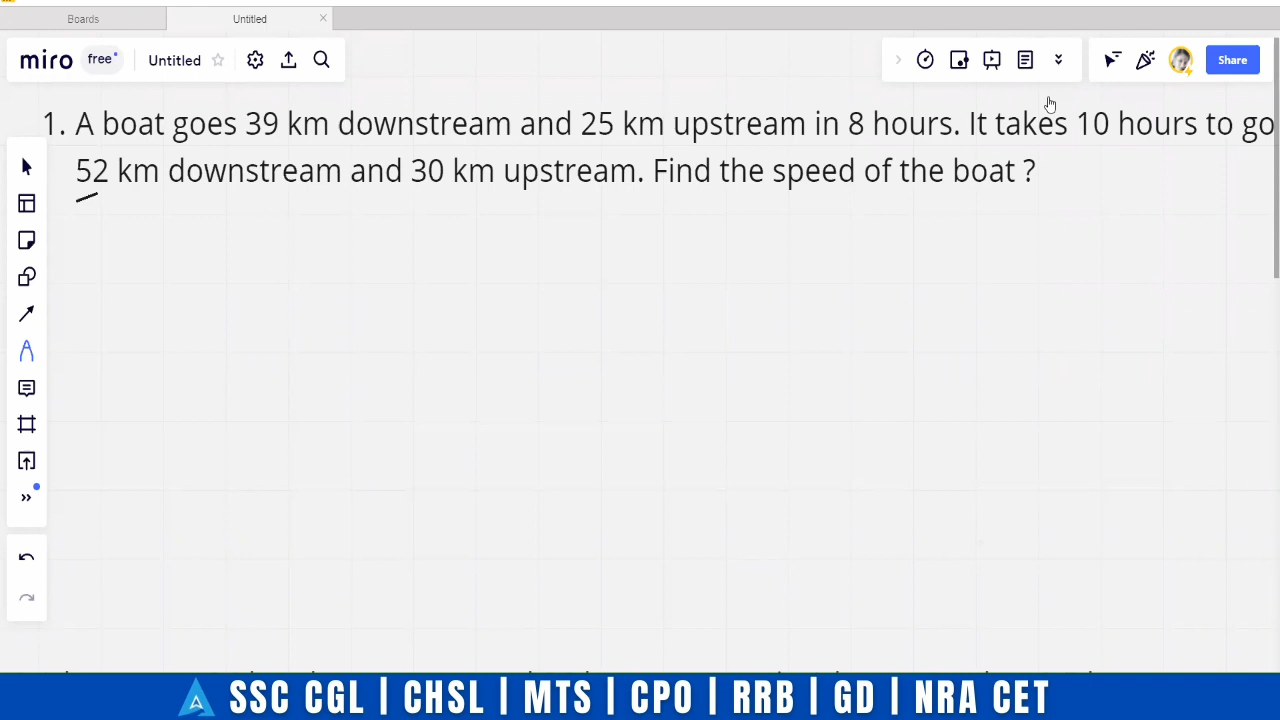 Boards
Untitled
miro free Untitled
Share
1. A boat goes 39 km downstream and 25 km upstream in 8 hours. It takes 10 hours to go
52 km downstream and 30 km upstream. Find the speed of the boat ?
SSC CGL | CHSL | MTS | CPO | RRB | GD | NRA CET